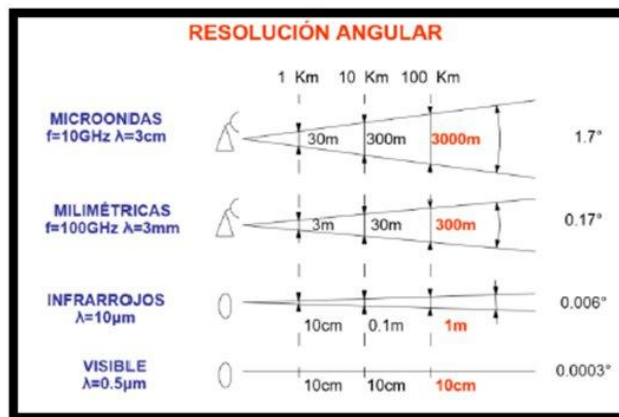 RESOLUCIÓN ANGULAR
1 Km 10 Km 100 Km
MICROONDAS
f=10GHz λ=3cm
30m 300m 3000m 1.7°
MILIMÉTRICAS
f=100GHz λ=3mm
3m 30m 300m 0.17°
INFRARROJOS
λ=10μm
10cm 0.1m 1m 0.006°
VISIBLE
λ=0.5μm
10cm 10cm 10cm 0.0003°